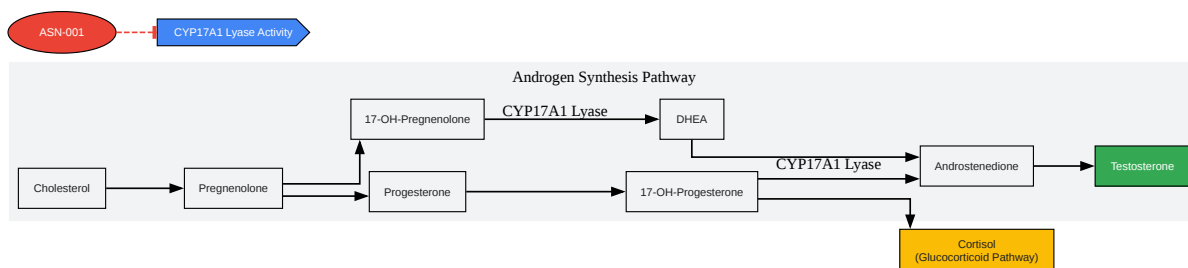 ASN-001
CYP17A1 Lyase Activity
Androgen Synthesis Pathway
17-OH-Pregnenolone
CYP17A1 Lyase
DHEA
Cholesterol
Pregnenolone
Progesterone
17-OH-Progesterone
CYP17A1 Lyase
Androstenedione
Testosterone
Cortisol
(Glucocorticoid Pathway)